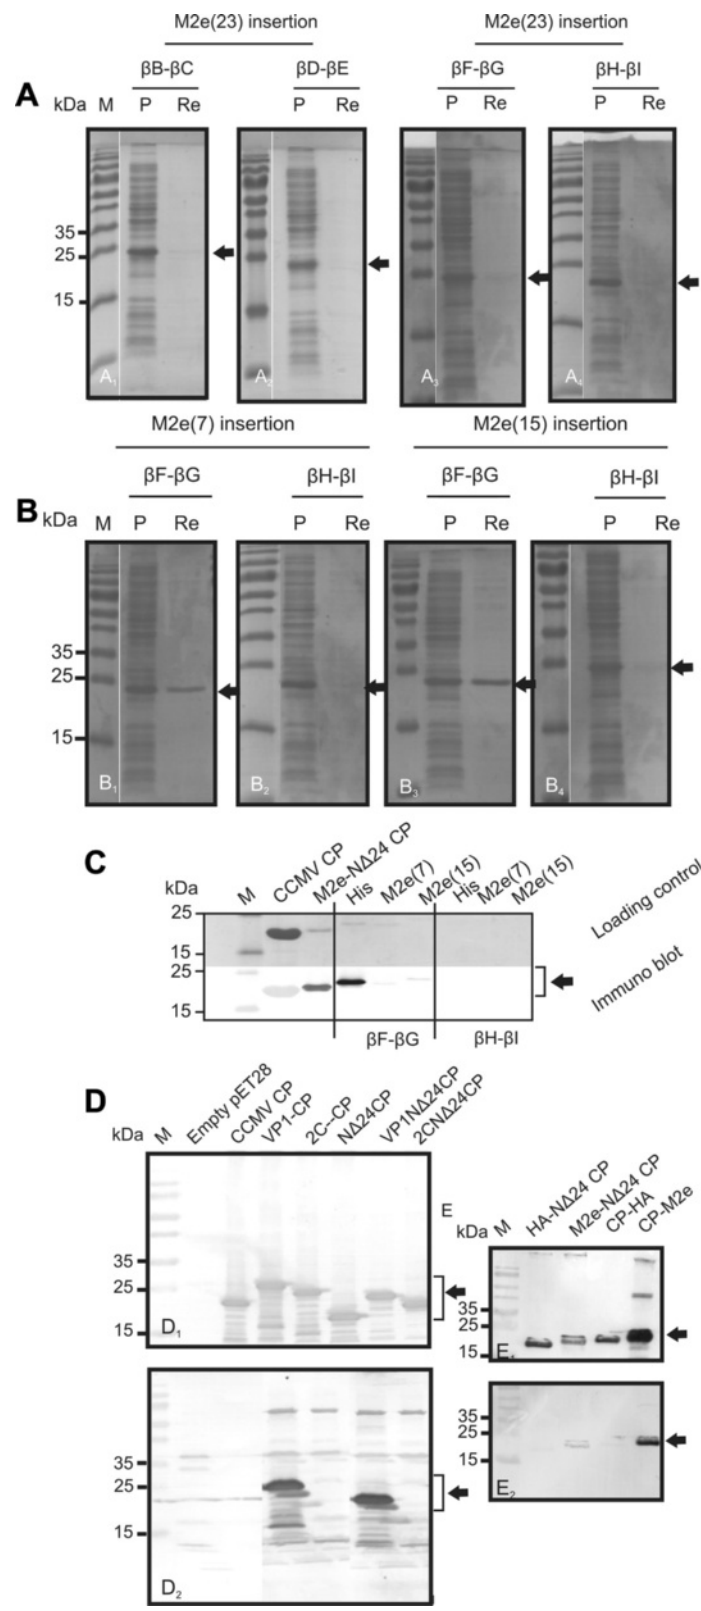 M2e(23) insertion M2e(23) insertion
βB-βC βD-βE βF-βG βH-βI
A
kDa M P Re P Re P Re P Re
35
25
15
A1 A2 A3 A4
M2e(7) insertion M2e(15) insertion
βF-βG βH-βI βF-βG βH-βI
B
kDa M P Re P Re P Re P Re
35
25
15
B1 B2 B3 B4
C
kDa M CCMV CP M2e-NΔ24 CP His M2e(7) M2e(15) His M2e(7) M2e(15)
25
15
Loading control
25
15
Immuno blot
βF-βG βH-βI
D
kDa M Empty pET28 CCMV CP VP1-CP 2C--CP NΔ24CP VP1NΔ24CP 2CNΔ24CP
35
25
15
D1
35
25
15
D2
E
kDa M HA-NΔ24 CP M2e-NΔ24 CP CP-HA CP-M2e
35
25
15
E1
35
25
15
E2